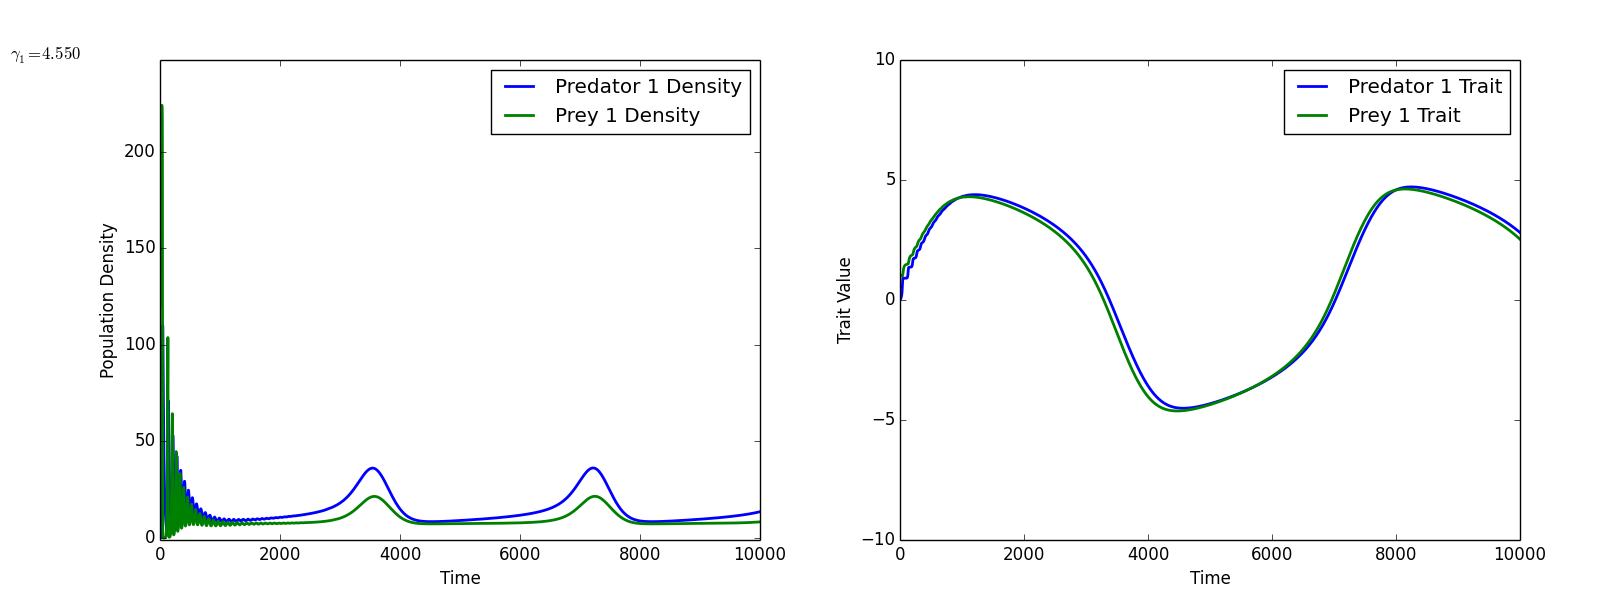 γ₁=4.550
Predator 1 Density
Prey 1 Density
200
150
100
50
0
Population Density
0 2000 4000 6000 8000 10000
Time
Predator 1 Trait
Prey 1 Trait
10
5
0
−5
−10
Trait Value
0 2000 4000 6000 8000 10000
Time